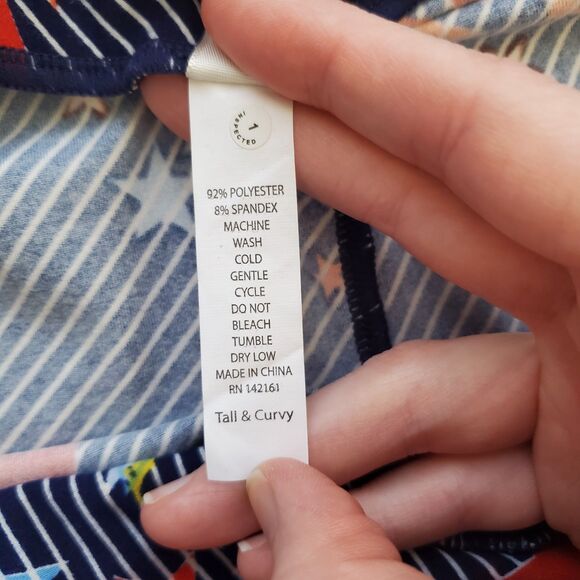 INSPECTED
1
92% POLYESTER
8% SPANDEX
MACHINE
WASH
COLD
GENTLE
CYCLE
DO NOT
BLEACH
TUMBLE
DRY LOW
MADE IN CHINA
RN 142161
Tall & Curvy